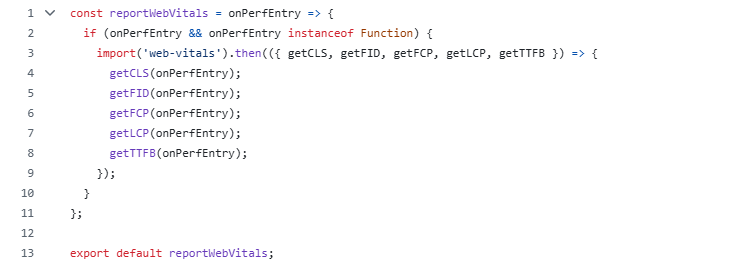 1 const reportWebVitals = onPerfEntry => {
2   if (onPerfEntry && onPerfEntry instanceof Function) {
3     import('web-vitals').then(({ getCLS, getFID, getFCP, getLCP, getTTFB }) => {
4       getCLS(onPerfEntry);
5       getFID(onPerfEntry);
6       getFCP(onPerfEntry);
7       getLCP(onPerfEntry);
8       getTTFB(onPerfEntry);
9     });
10   }
11 };
12
13 export default reportWebVitals;